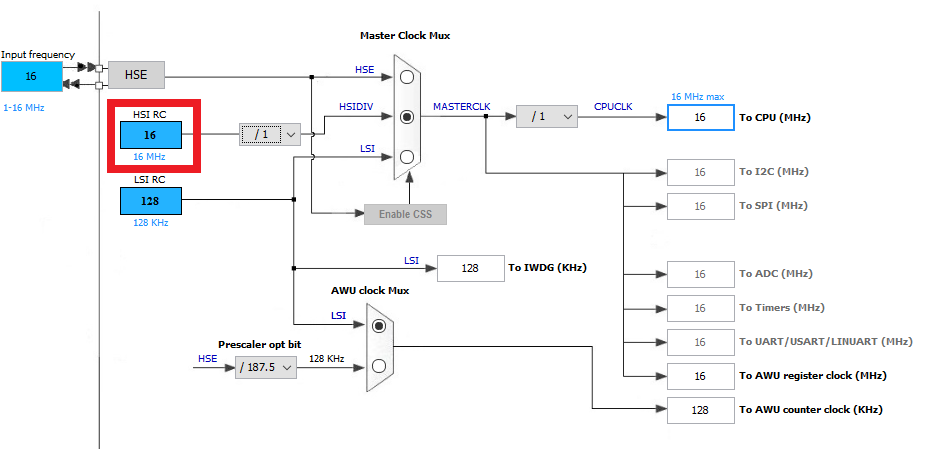 Master Clock Mux
Input frequency
16
1-16 MHz
HSE
HSE
HSI RC
16
16 MHz
/ 1
HSIDIV
MASTERCLK
/ 1
CPUCLK
16 MHz max
16
To CPU (MHz)
LSI
LSI RC
128
128 KHz
Enable CSS
16
To I2C (MHz)
16
To SPI (MHz)
LSI
128
To IWDG (KHz)
16
To ADC (MHz)
AWU clock Mux
LSI
16
To Timers (MHz)
Prescaler opt bit
HSE
/ 187.5
128 KHz
16
To UART/USART/LINUART (MHz)
16
To AWU register clock (MHz)
128
To AWU counter clock (KHz)